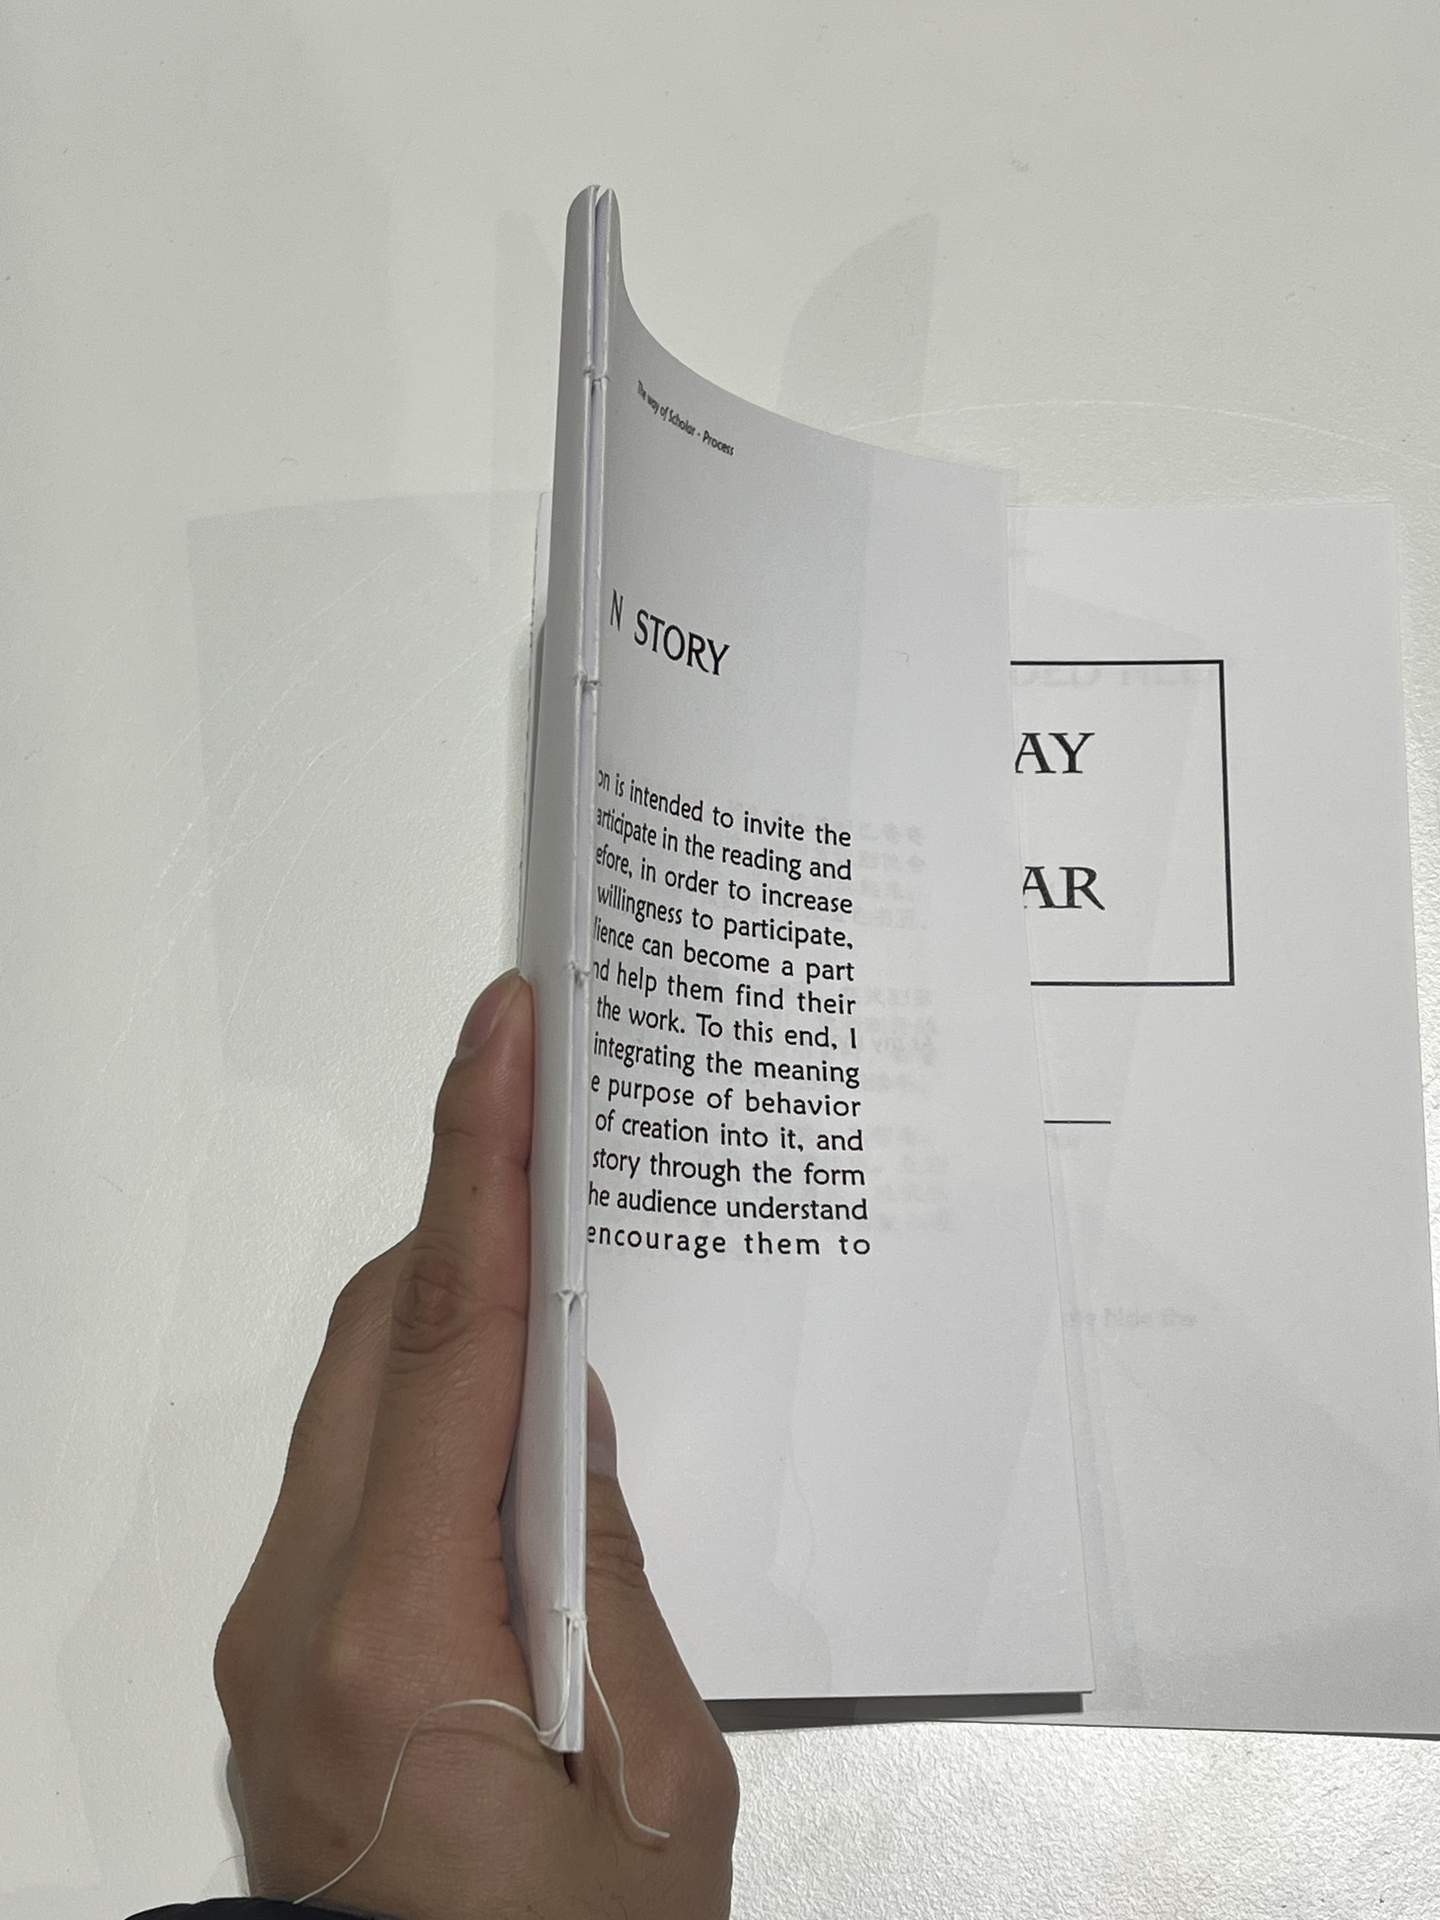 The way of Scholar - Process
N STORY
on is intended to invite the
articipate in the reading and
efore, in order to increase
willingness to participate,
lience can become a part
nd help them find their
the work. To this end, I
integrating the meaning
e purpose of behavior
of creation into it, and
story through the form
he audience understand
encourage them to
AY
AR